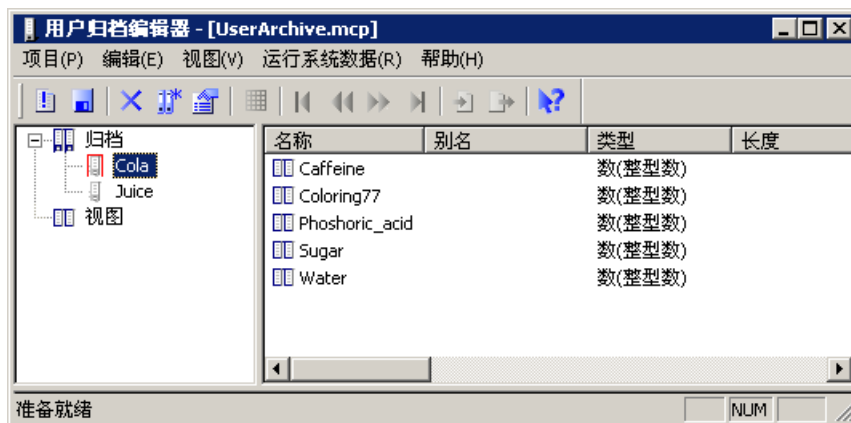 用户归档编辑器 - [UserArchive.mcp]
项目(P) 编辑(E) 视图(V) 运行系统数据(R) 帮助(H)
归档
Cola
Juice
视图
名称 别名 类型 长度
Caffeine 数(整型数)
Coloring77 数(整型数)
Phoshoric_acid 数(整型数)
Sugar 数(整型数)
Water 数(整型数)
准备就绪 NUM